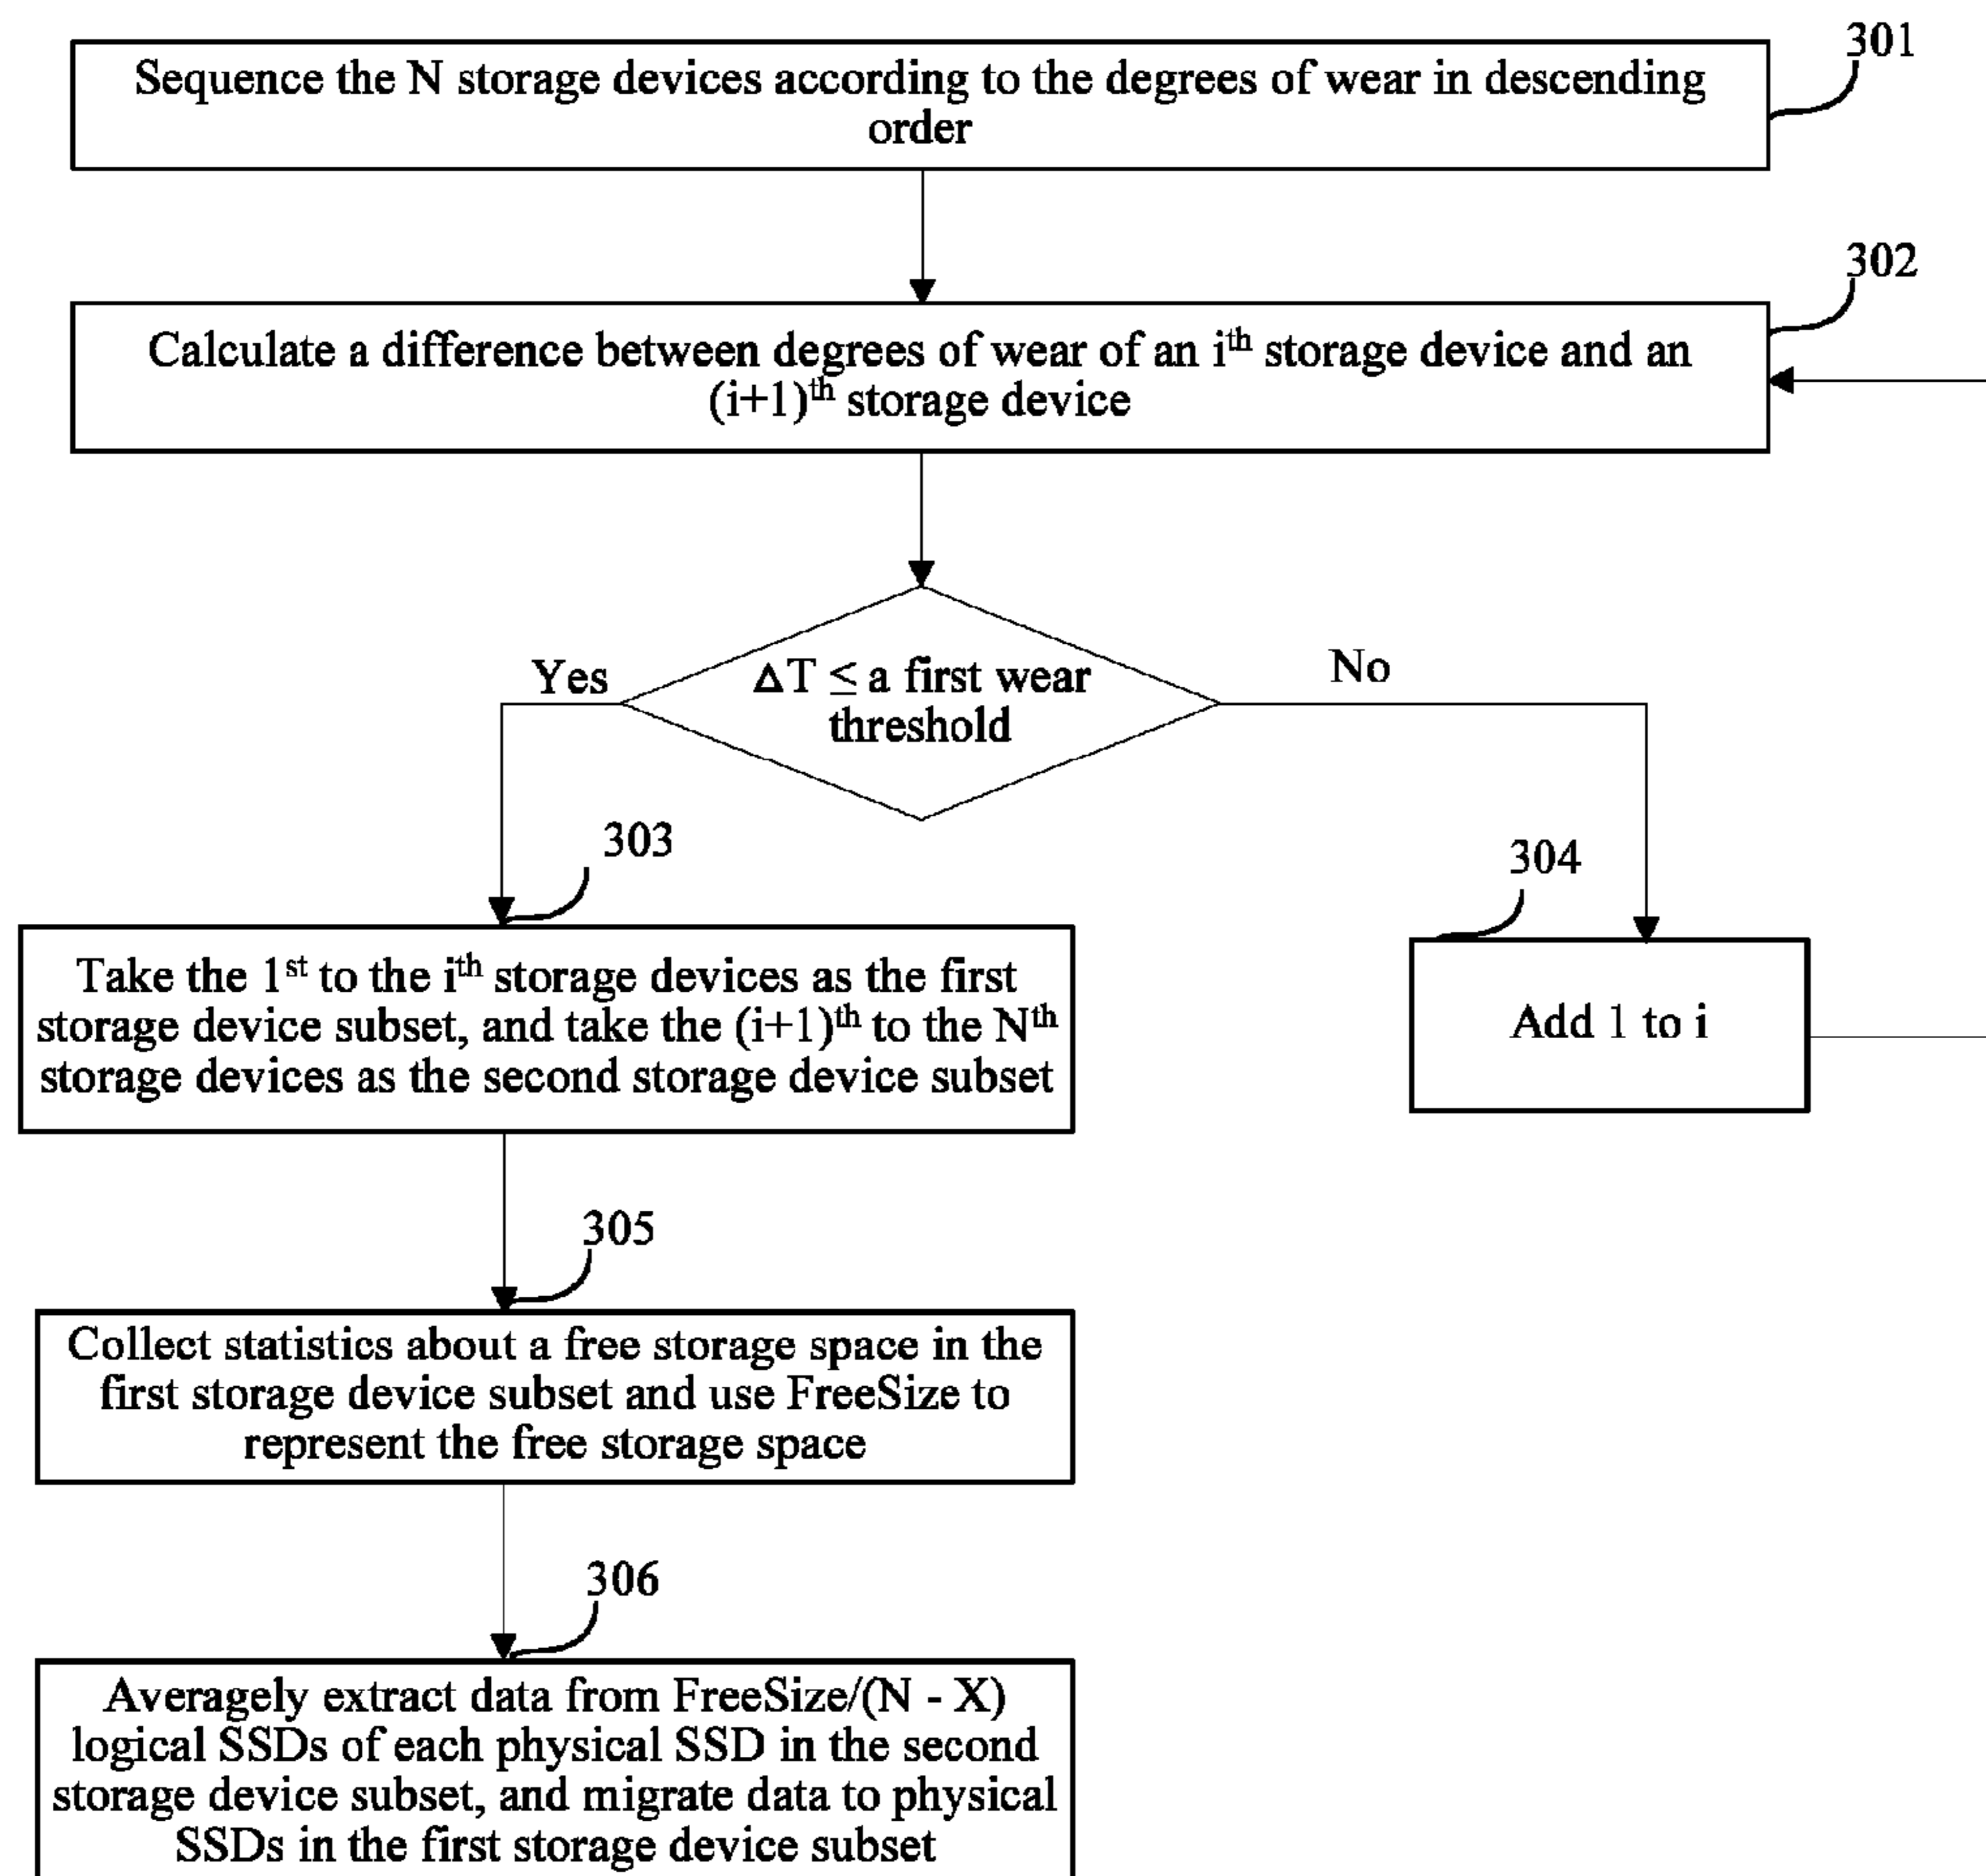 301
Sequence the N storage devices according to the degrees of wear in descending
order
302
Calculate a difference between degrees of wear of an iᵗʰ storage device and an
(i+1)ᵗʰ storage device
Yes
ΔT ≤ a first wear
threshold
No
303
304
Take the 1ˢᵗ to the iᵗʰ storage devices as the first
storage device subset, and take the (i+1)ᵗʰ to the Nᵗʰ
storage devices as the second storage device subset
Add 1 to i
305
Collect statistics about a free storage space in the
first storage device subset and use FreeSize to
represent the free storage space
306
Averagely extract data from FreeSize/(N - X)
logical SSDs of each physical SSD in the second
storage device subset, and migrate data to physical
SSDs in the first storage device subset